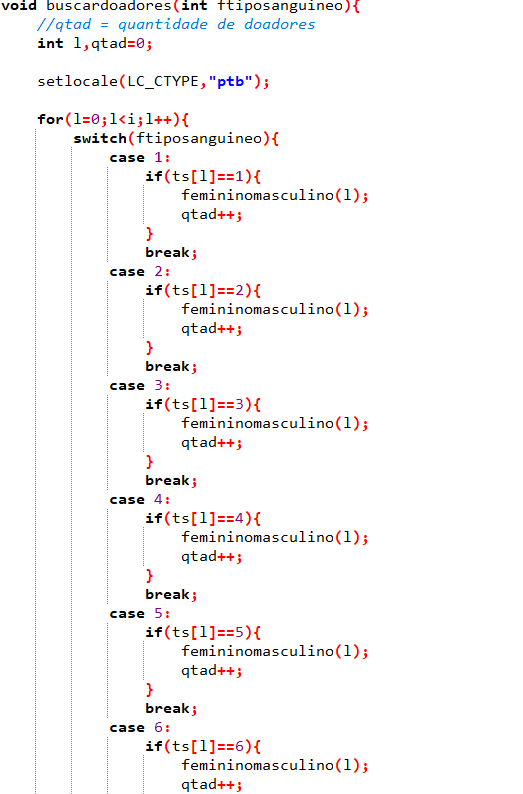 void buscardoadores(int ftiposanguineo){
//qtad = quantidade de doadores
int l,qtad=0;
setlocale(LC_CTYPE,"ptb");
for(l=0;l<i;l++){
switch(ftiposanguineo){
case 1:
if(ts[l]==1){
femininomasculino(l);
qtad++;
}
break;
case 2:
if(ts[l]==2){
femininomasculino(l);
qtad++;
}
break;
case 3:
if(ts[l]==3){
femininomasculino(l);
qtad++;
}
break;
case 4:
if(ts[l]==4){
femininomasculino(l);
qtad++;
}
break;
case 5:
if(ts[l]==5){
femininomasculino(l);
qtad++;
}
break;
case 6:
if(ts[l]==6){
femininomasculino(l);
qtad++;